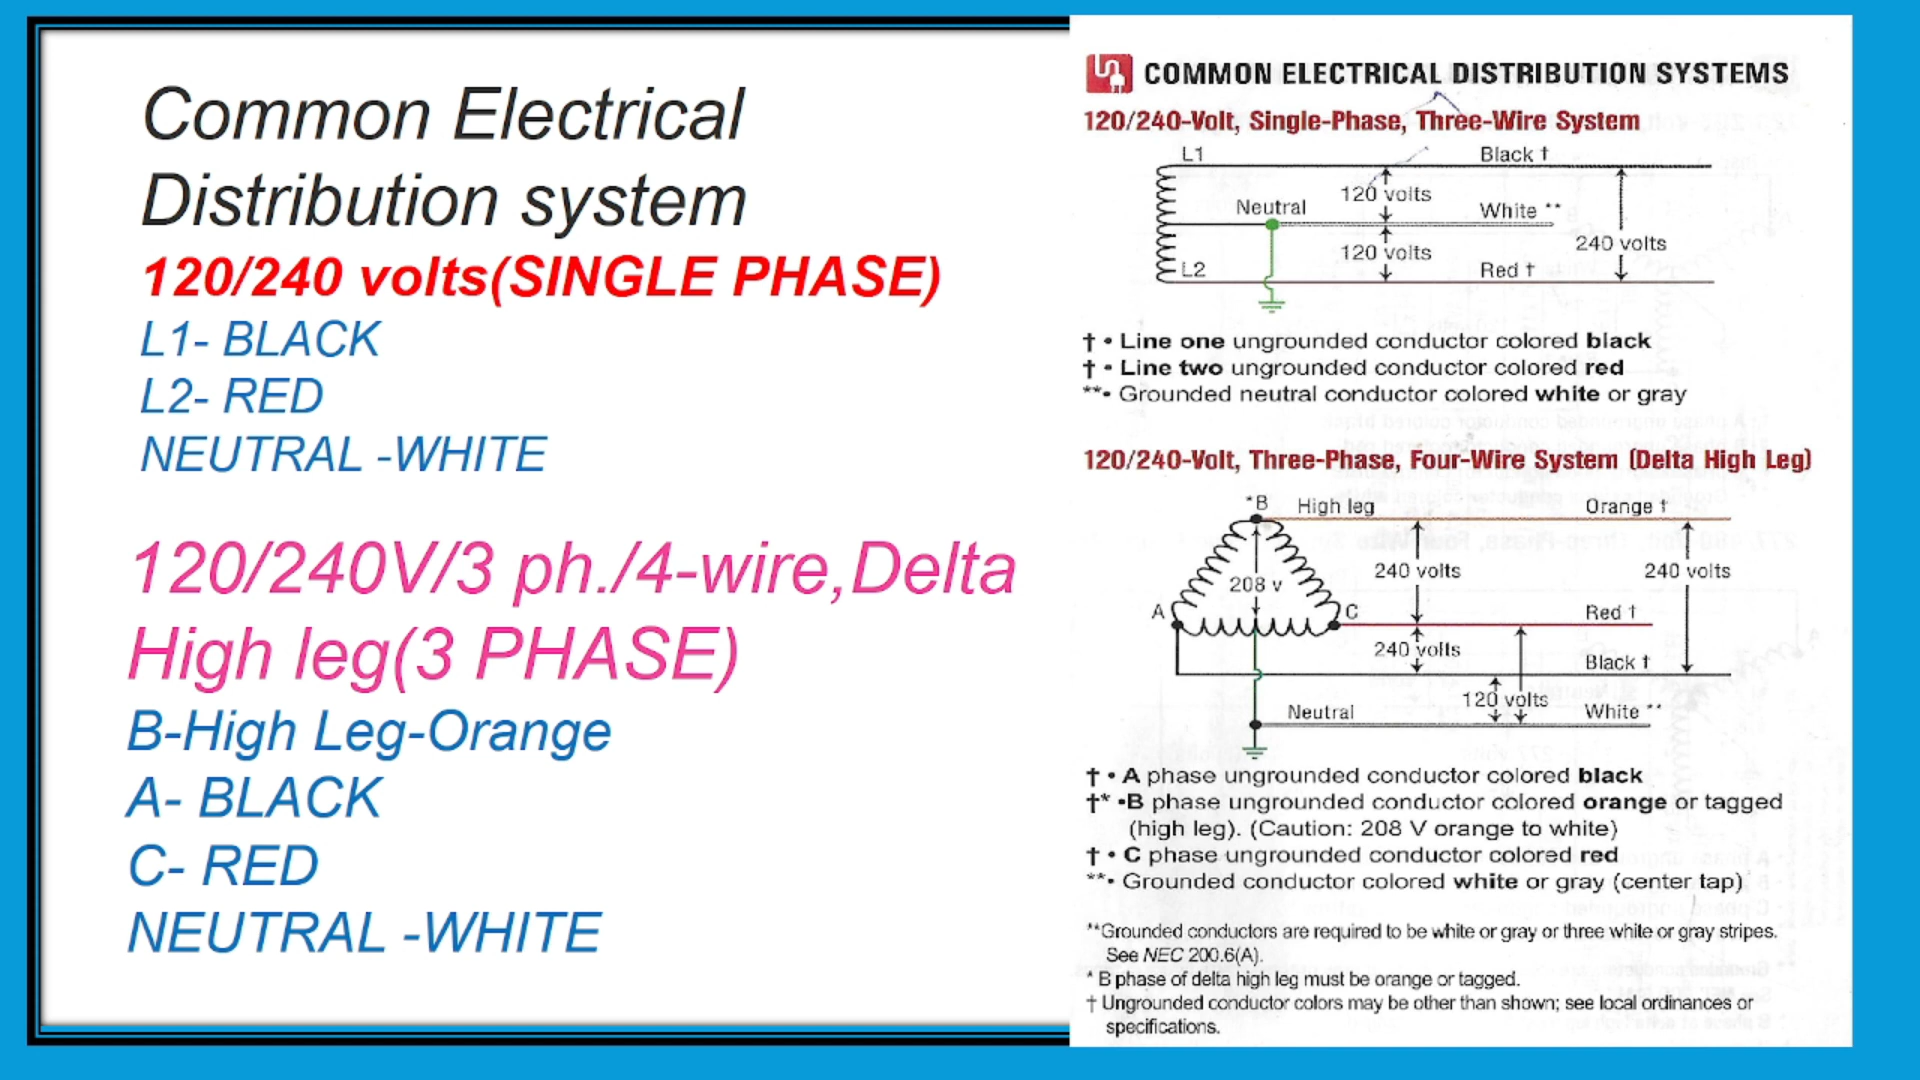 Common Electrical
Distribution system
120/240 volts(SINGLE PHASE)
L1- BLACK
L2- RED
NEUTRAL -WHITE
120/240V/3 ph./4-wire,Delta
High leg(3 PHASE)
B-High Leg-Orange
A- BLACK
C- RED
NEUTRAL -WHITE
COMMON ELECTRICAL DISTRIBUTION SYSTEMS
120/240-Volt, Single-Phase, Three-Wire System
L1 Black †
120 volts
Neutral White **
240 volts
120 volts
L2 Red †
† • Line one ungrounded conductor colored black
† • Line two ungrounded conductor colored red
**• Grounded neutral conductor colored white or gray
120/240-Volt, Three-Phase, Four-Wire System (Delta High Leg)
*B High leg Orange †
240 volts 240 volts
208 v
A C Red †
240 volts
Black †
120 volts
Neutral White **
† • A phase ungrounded conductor colored black
†* •B phase ungrounded conductor colored orange or tagged
(high leg). (Caution: 208 V orange to white)
† • C phase ungrounded conductor colored red
**• Grounded conductor colored white or gray (center tap)
**Grounded conductors are required to be white or gray or three white or gray stripes.
See NEC 200.6(A).
* B phase of delta high leg must be orange or tagged.
† Ungrounded conductor colors may be other than shown; see local ordinances or
specifications.